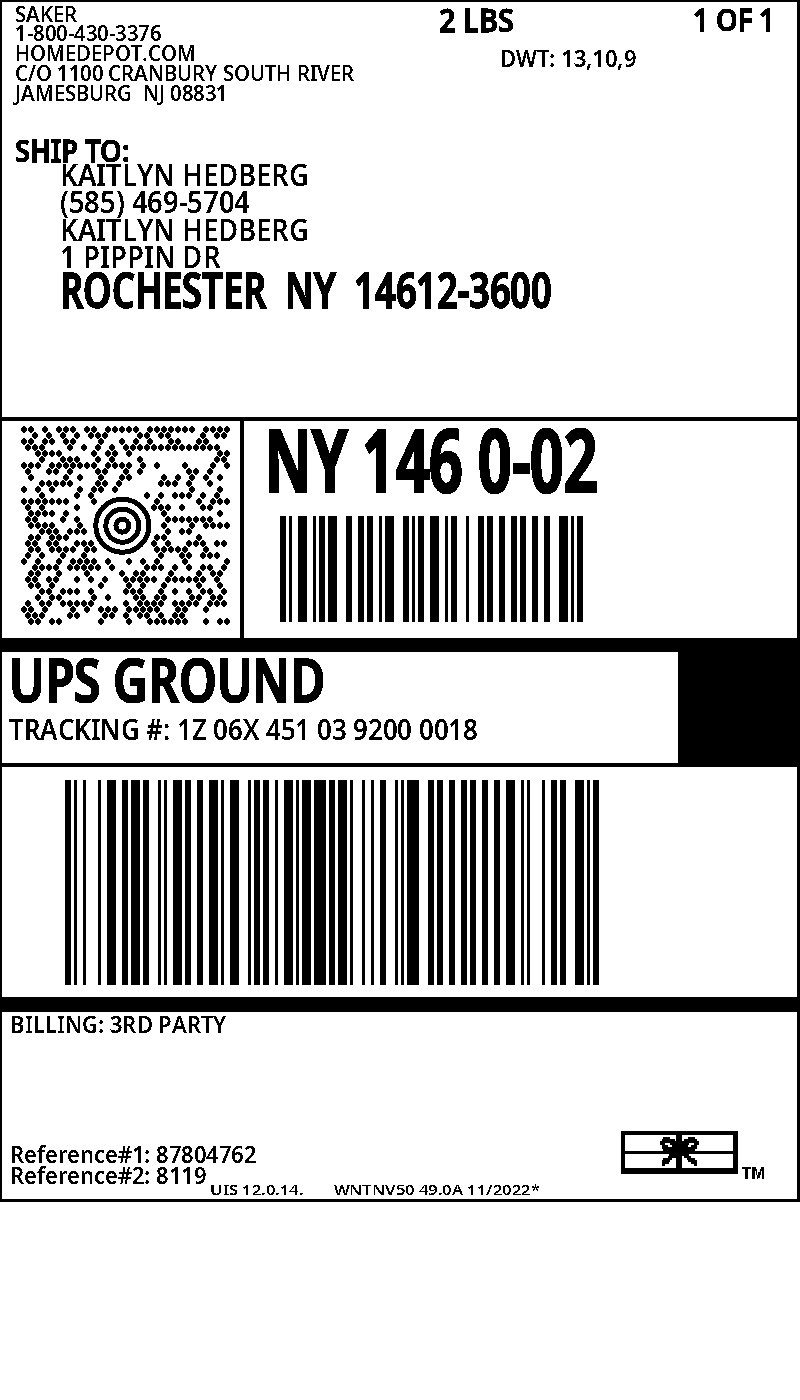 SAKER
1-800-430-3376
HOMEDEPOT.COM
C/O 1100 CRANBURY SOUTH RIVER
JAMESBURG NJ 08831
2 LBS
1 OF 1
DWT: 13,10,9
SHIP TO:
KAITLYN HEDBERG
(585) 469-5704
KAITLYN HEDBERG
1 PIPPIN DR
ROCHESTER NY 14612-3600
NY 146 0-02
UPS GROUND
TRACKING #: 1Z 06X 451 03 9200 0018
BILLING: 3RD PARTY
Reference#1: 87804762
Reference#2: 8119
UIS 12.0.14. WNTNV50 49.0A 11/2022*
TM